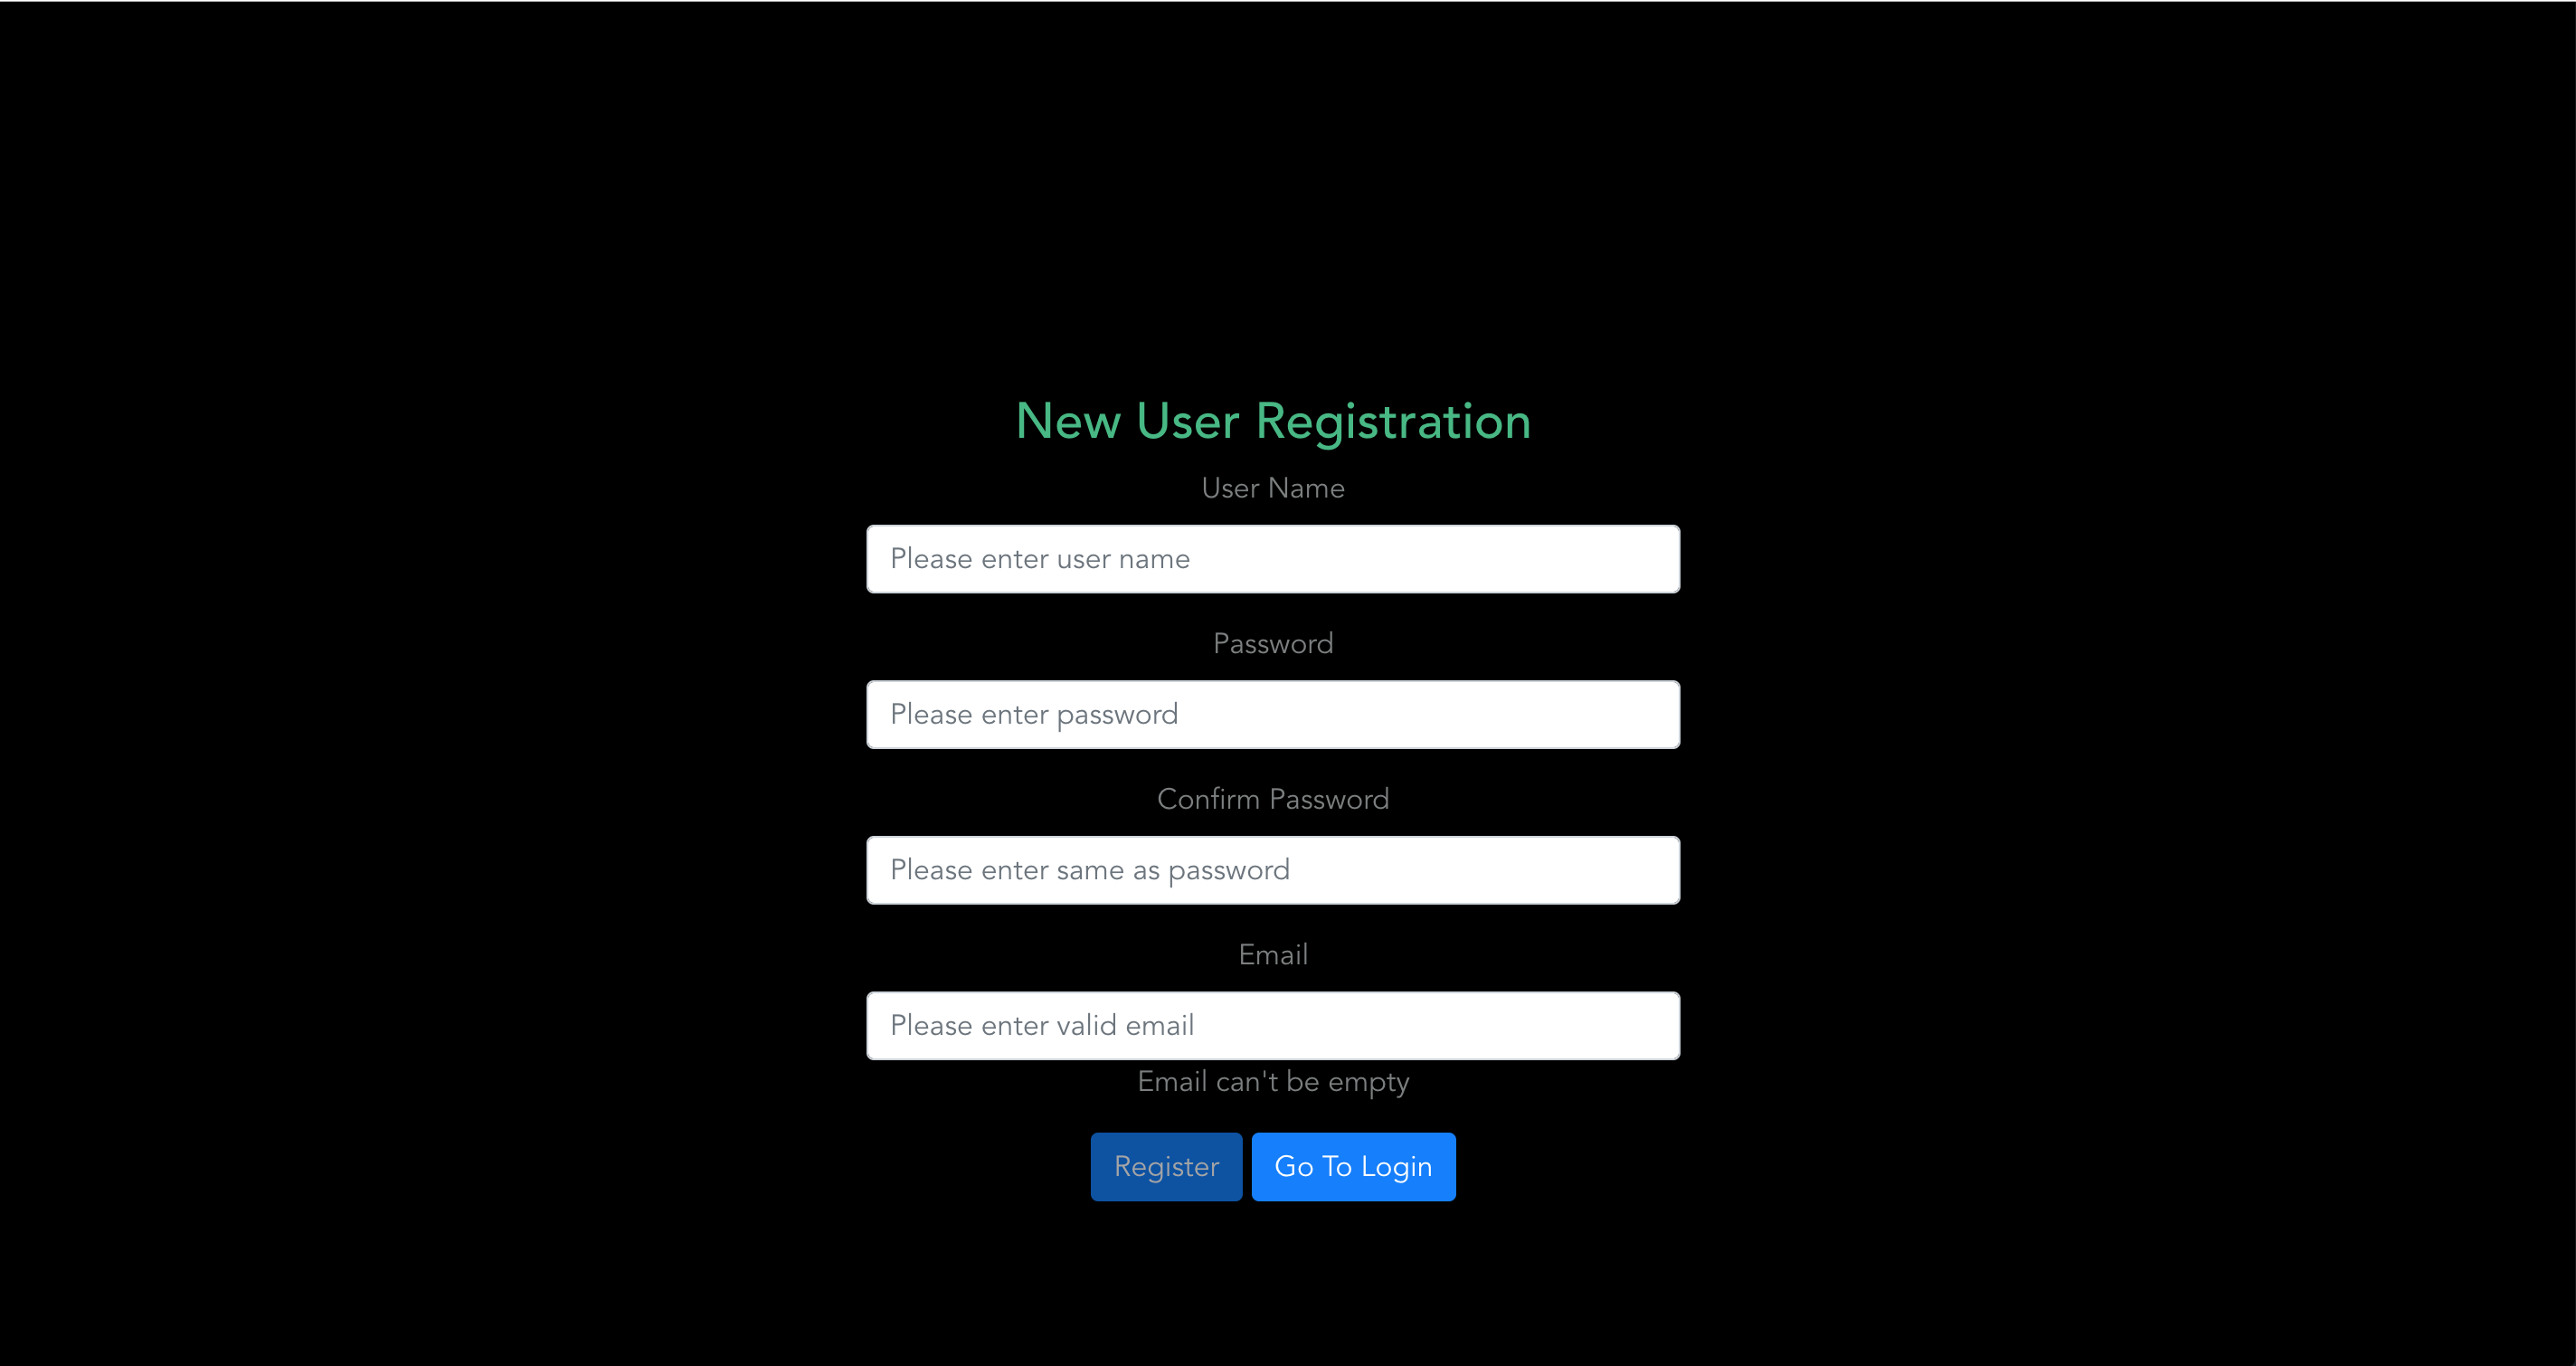 New User Registration
User Name
Please enter user name
Password
Please enter password
Confirm Password
Please enter same as password
Email
Please enter valid email
Email can't be empty
Register Go To Login